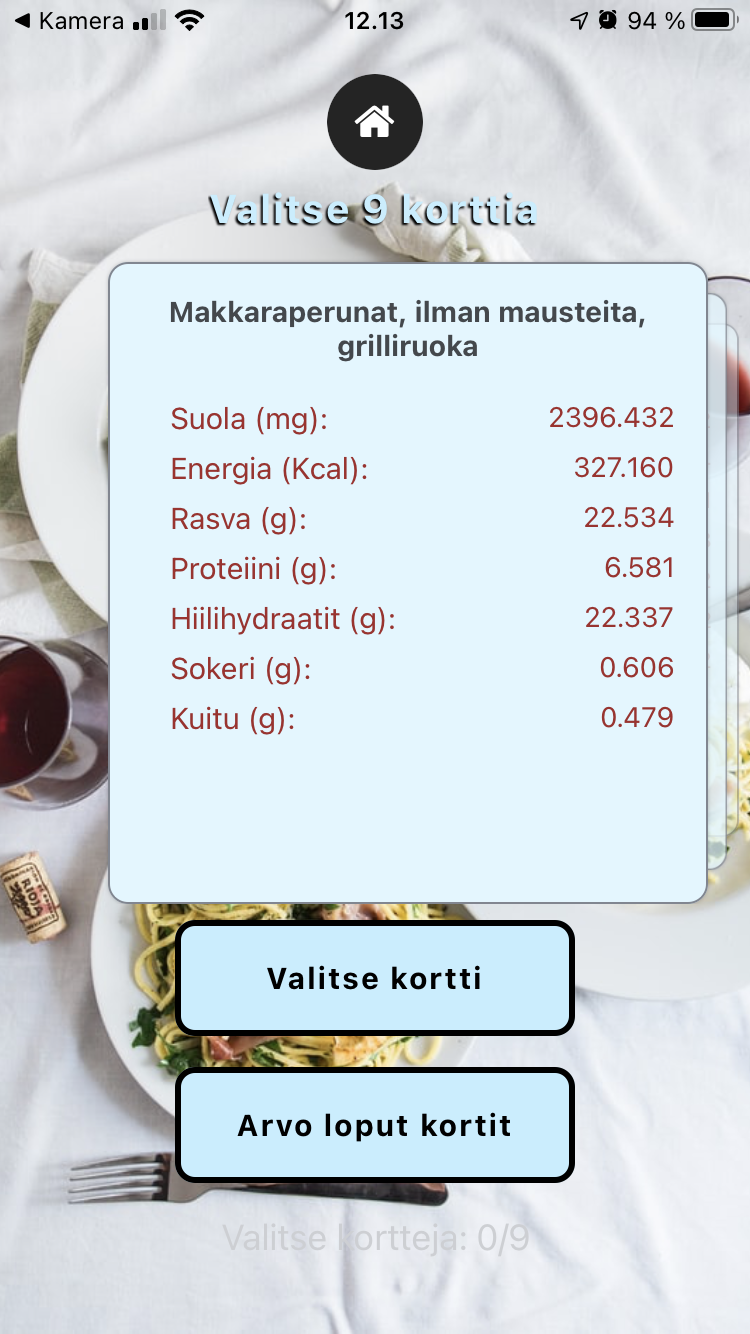 Kamera
12.13
94 %
Valitse 9 korttia
Makkaraperunat, ilman mausteita,
grilliruoka
Suola (mg): 2396.432
Energia (Kcal): 327.160
Rasva (g): 22.534
Proteiini (g): 6.581
Hiilihydraatit (g): 22.337
Sokeri (g): 0.606
Kuitu (g): 0.479
RIOJA
Valitse kortti
Arvo loput kortit
Valitse kortteja: 0/9